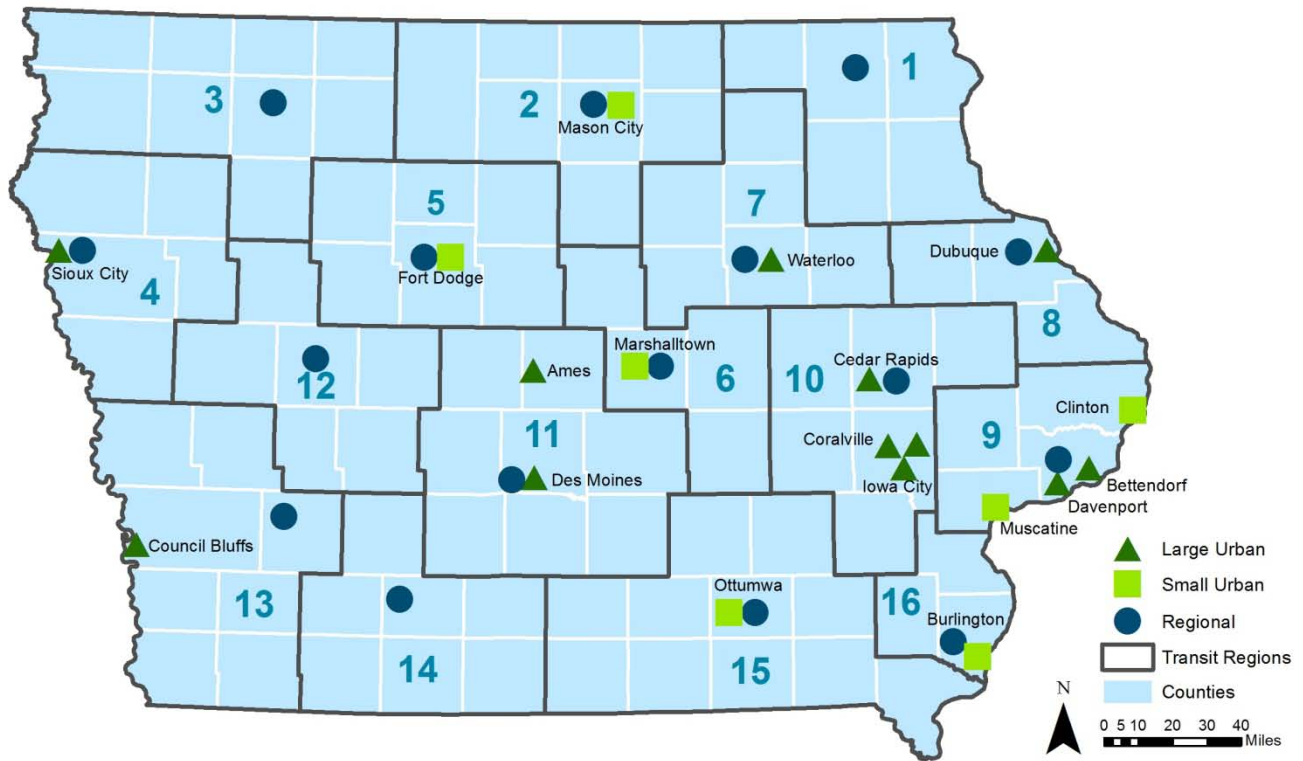 1
3
2
Mason City
5
7
Fort Dodge
Waterloo
Dubuque
Sioux City
4
8
Marshalltown
Ames
6
12
10
Cedar Rapids
Clinton
9
11
Coralville
Des Moines
Iowa City
Bettendorf
Davenport
Muscatine
Council Bluffs
13
14
Ottumwa
15
16
Burlington
Large Urban
Small Urban
Regional
Transit Regions
Counties
N
0 5 10 20 30 40
Miles